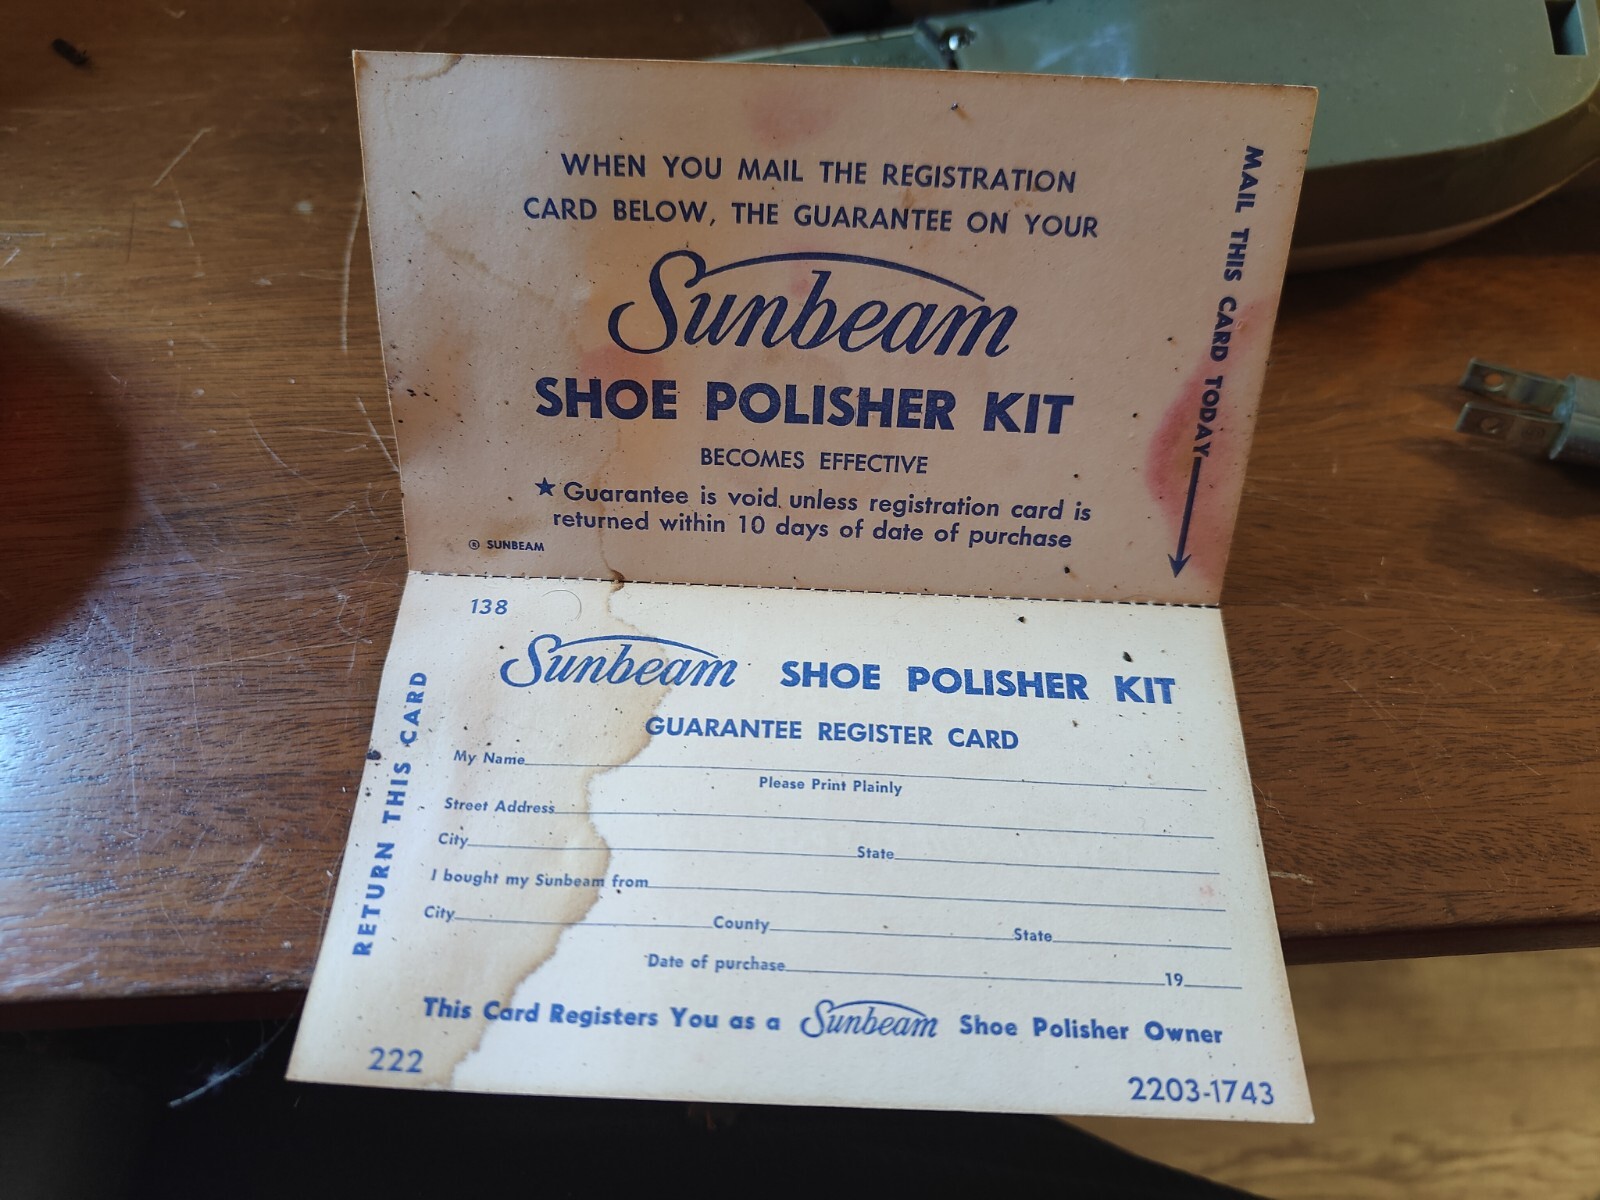 WHEN YOU MAIL THE REGISTRATION
CARD BELOW, THE GUARANTEE ON YOUR
Sunbeam
SHOE POLISHER KIT
BECOMES EFFECTIVE
★ Guarantee is void unless registration card is
returned within 10 days of date of purchase
® SUNBEAM
MAIL THIS CARD TODAY
138
Sunbeam SHOE POLISHER KIT
GUARANTEE REGISTER CARD
My Name
Please Print Plainly
Street Address
City State
I bought my Sunbeam from
City County State
Date of purchase 19
This Card Registers You as a Sunbeam Shoe Polisher Owner
222
2203-1743
RETURN THIS CARD